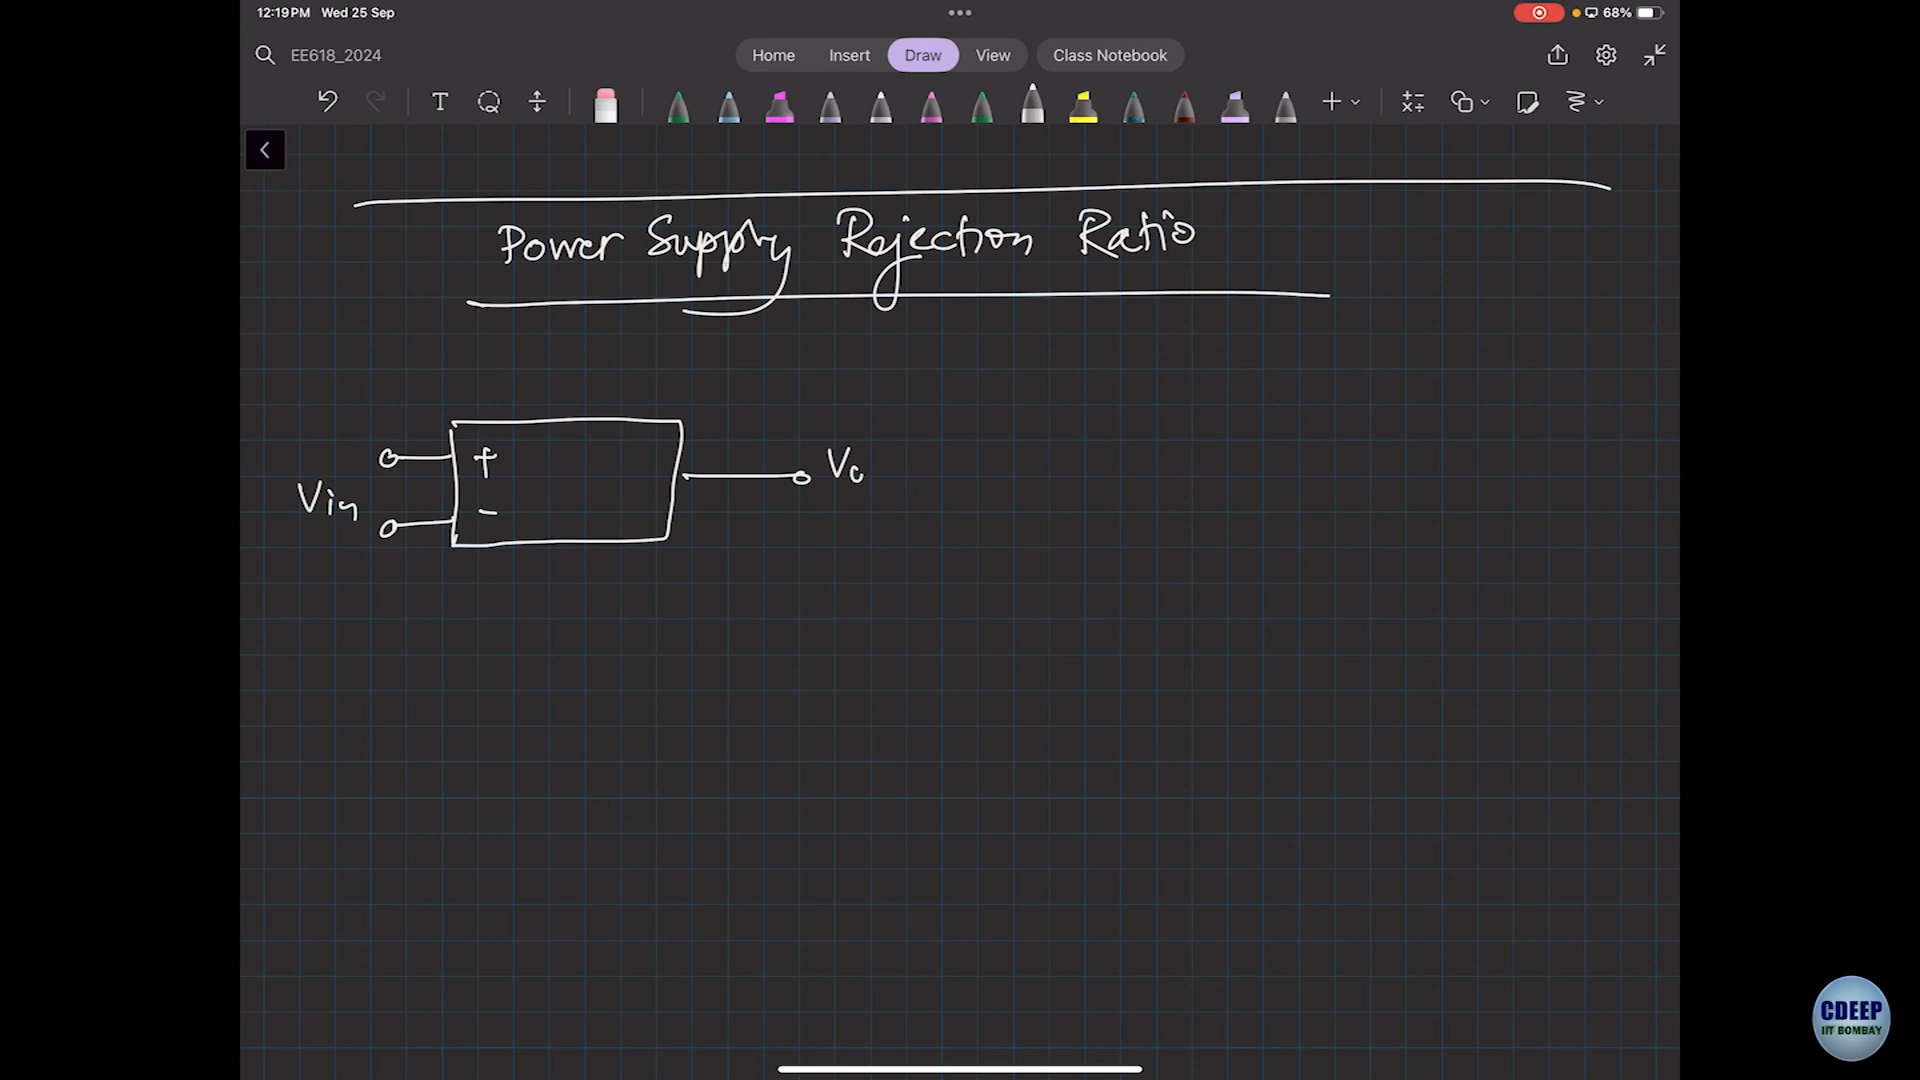 12:19 PM Wed 25 Sep
68%
EE618_2024
Home Insert Draw View Class Notebook
T
Power Supply Rejection Ratio
+
Vin
Vo
-
CDEEP
IIT BOMBAY